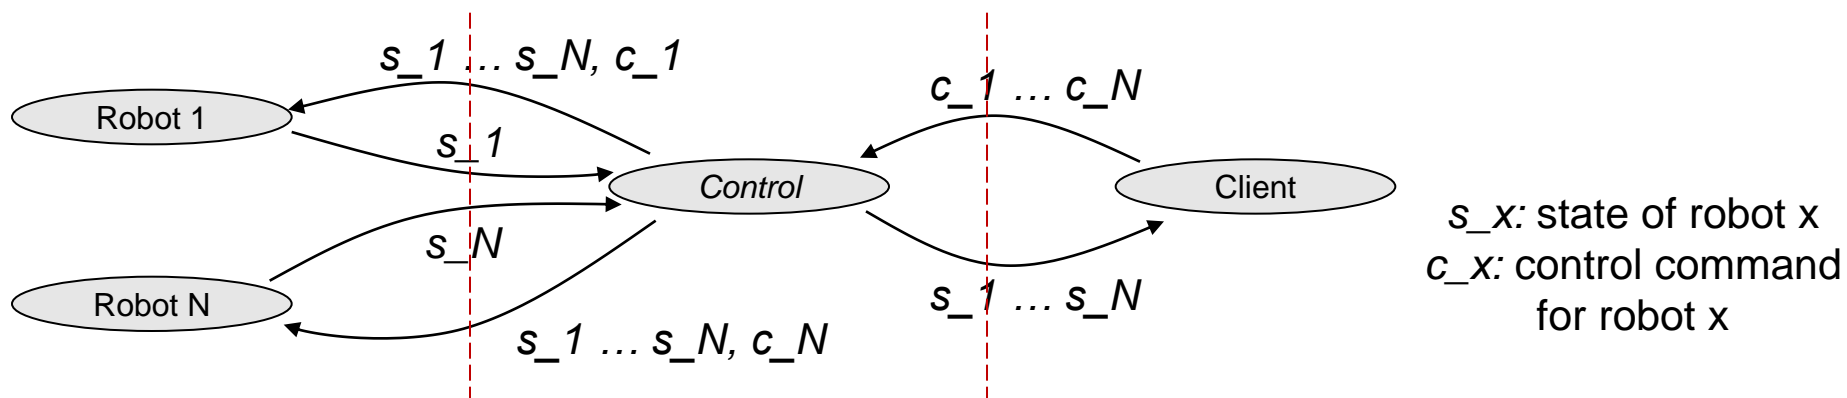 s_1 … s_N, c_1
c_1 … c_N
Robot 1
s_1
Control
Client
s_x: state of robot x
s_N
c_x: control command
Robot N
s_1 … s_N
for robot x
s_1 … s_N, c_N